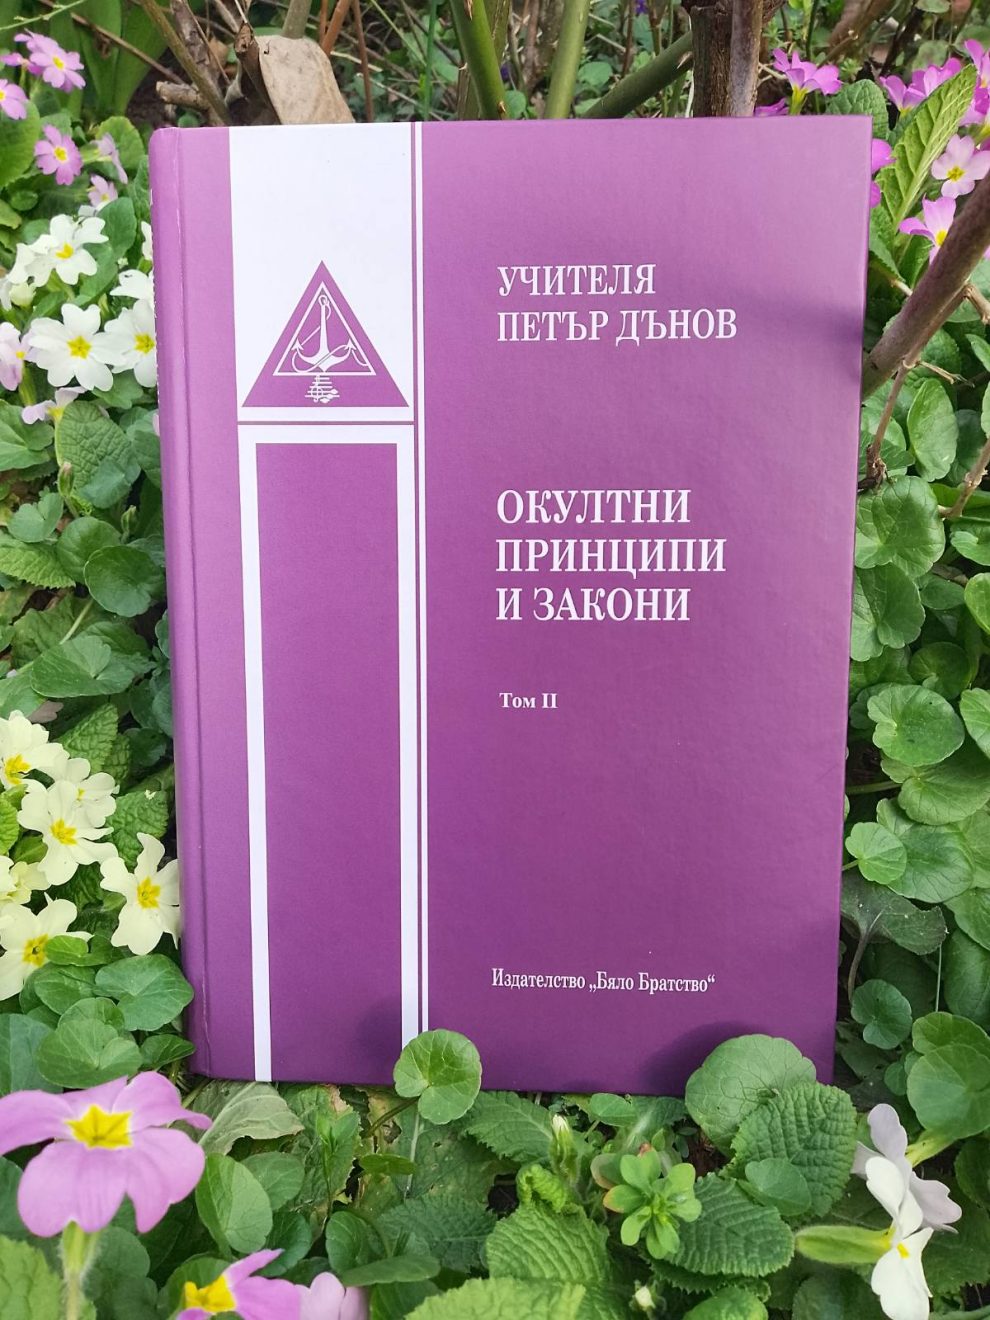 УЧИТЕЛЯ
ПЕТЪР ДЪНОВ
ОКУЛТНИ
ПРИНЦИПИ
И ЗАКОНИ
Том II
Издателство „Бяло Братство“